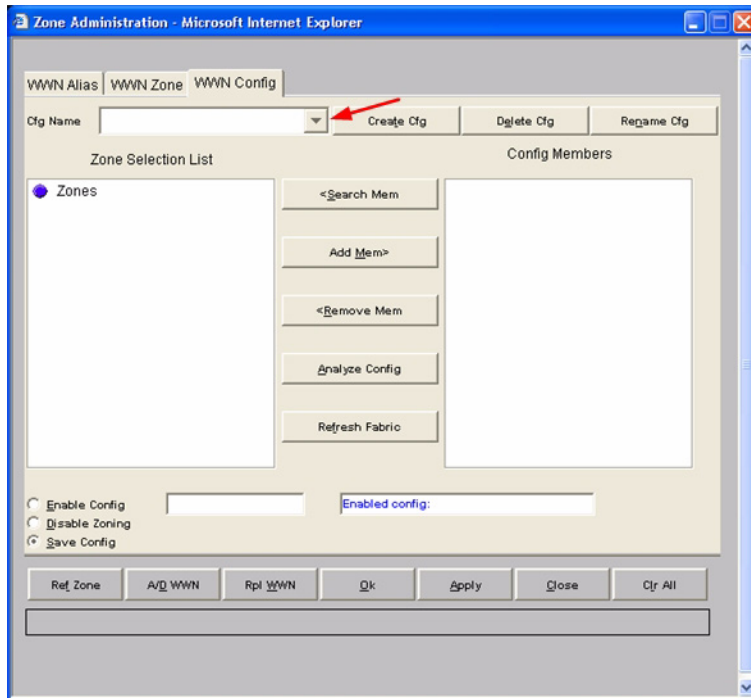 Zone Administration - Microsoft Internet Explorer
WWN Alias WWN Zone WWN Config
Cfg Name Create Cfg Delete Cfg Rename Cfg
Zone Selection List Config Members
Zones
<Search Mem
Add Mem>
<Remove Mem
Analyze Config
Refresh Fabric
Enable Config Enabled config:
Disable Zoning
Save Config
Ref Zone A/D WWN Rpl WWN Ok Apply Close Clr All